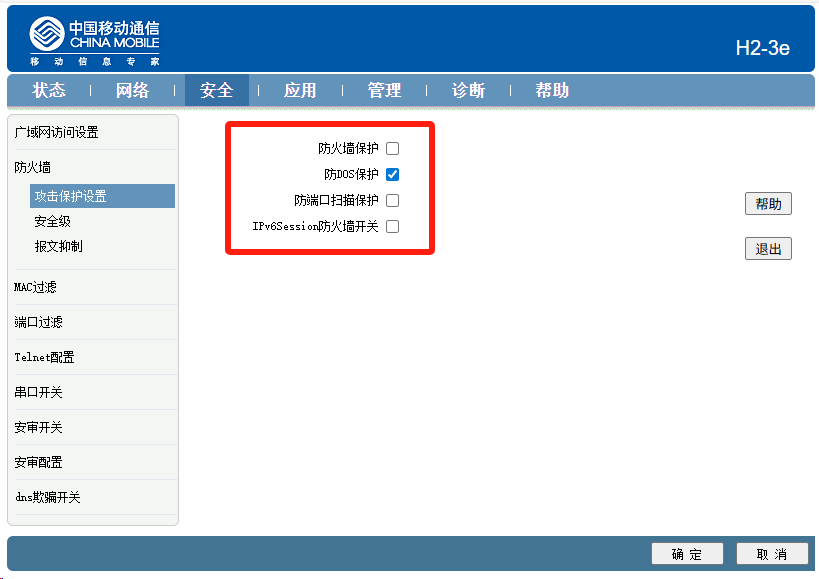 中国移动通信
CHINA MOBILE
移动信息专家
H2-3e
状态 网络 安全 应用 管理 诊断 帮助
广域网访问设置
防火墙
攻击保护设置
安全级
报文抑制
MAC过滤
端口过滤
Telnet配置
串口开关
安审开关
安审配置
dns欺骗开关
防火墙保护
防DOS保护
防端口扫描保护
IPv6Session防火墙开关
帮助
退出
确 定 取 消